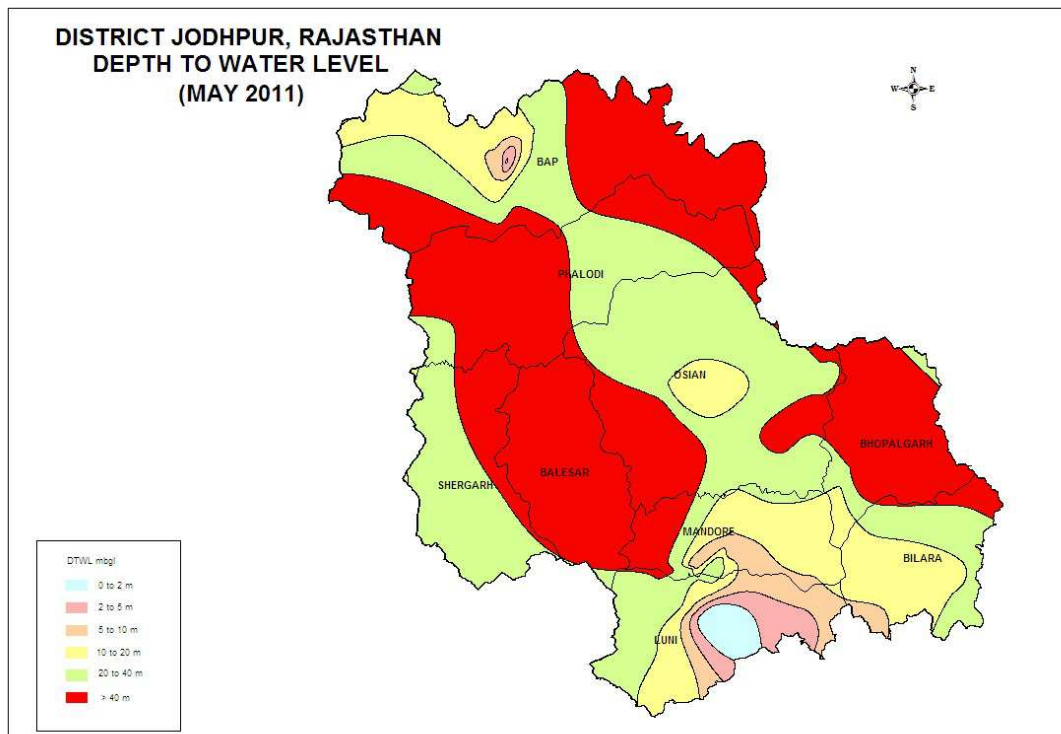 DISTRICT JODHPUR, RAJASTHAN
DEPTH TO WATER LEVEL
(MAY 2011)
N
W E
S
BAP
PHALODI
OSIAN
BHOPALGARH
BALESAR
SHERGARH
MANDORE
BILARA
LUNI
DTWL mbgl
0 to 2 m
2 to 5 m
5 to 10 m
10 to 20 m
20 to 40 m
> 40 m